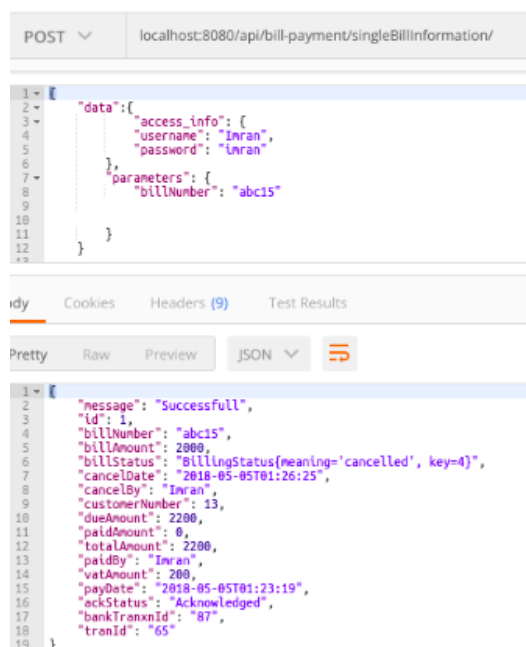 POST localhost:8080/api/bill-payment/singleBillInformation/
1 {
2 "data":{
3 "access_info": {
4 "username": "Imran",
5 "password": "imran"
6 },
7 "parameters": {
8 "billNumber": "abc15"
9
10
11 }
12 }
Cookies Headers (9) Test Results
Pretty Raw Preview JSON
1 {
2 "message": "Successfull",
3 "id": 1,
4 "billNumber": "abc15",
5 "billAmount": 2000,
6 "billStatus": "BillingStatus{meaning='cancelled', key=4}",
7 "cancelDate": "2018-05-05T01:26:25",
8 "cancelBy": "Imran",
9 "customerNumber": 13,
10 "dueAmount": 2200,
11 "paidAmount": 0,
12 "totalAmount": 2200,
13 "paidBy": "Imran",
14 "vatAmount": 200,
15 "payDate": "2018-05-05T01:23:19",
16 "ackStatus": "Acknowledged",
17 "bankTranxnId": "87",
18 "tranId": "65"
19 }